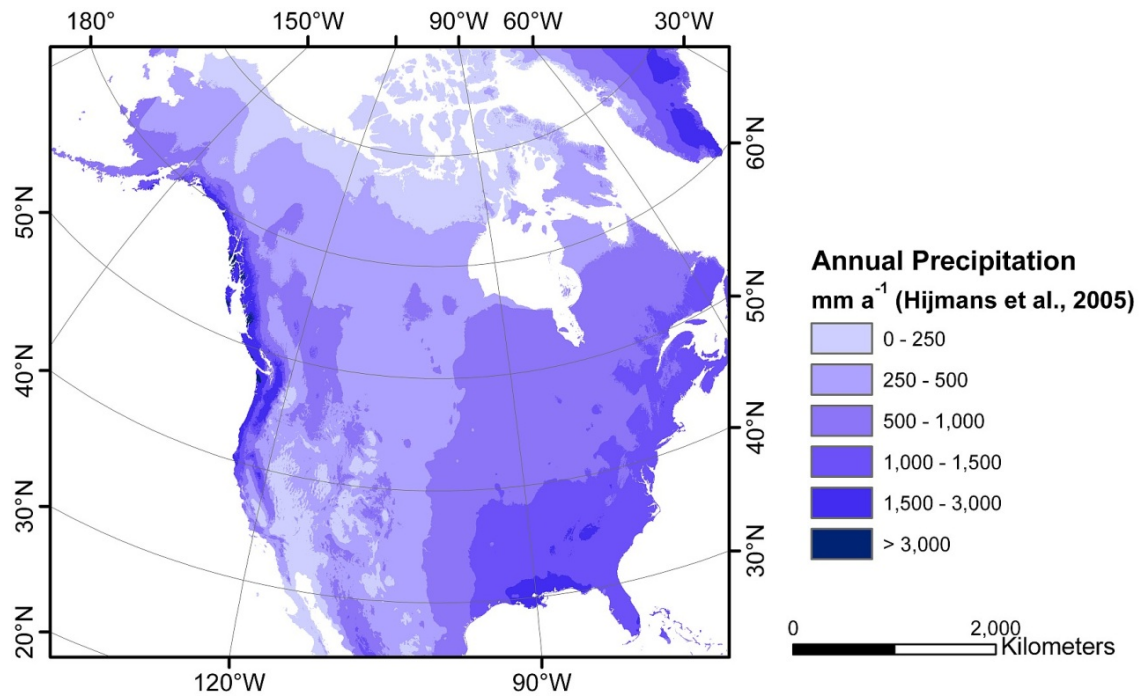 180° 150°W 90°W 60°W 30°W
60°N
50°N
50°N
40°N
40°N
30°N
30°N
20°N
120°W 90°W
Annual Precipitation
mm a⁻¹ (Hijmans et al., 2005)
0 - 250
250 - 500
500 - 1,000
1,000 - 1,500
1,500 - 3,000
> 3,000
0 2,000
Kilometers